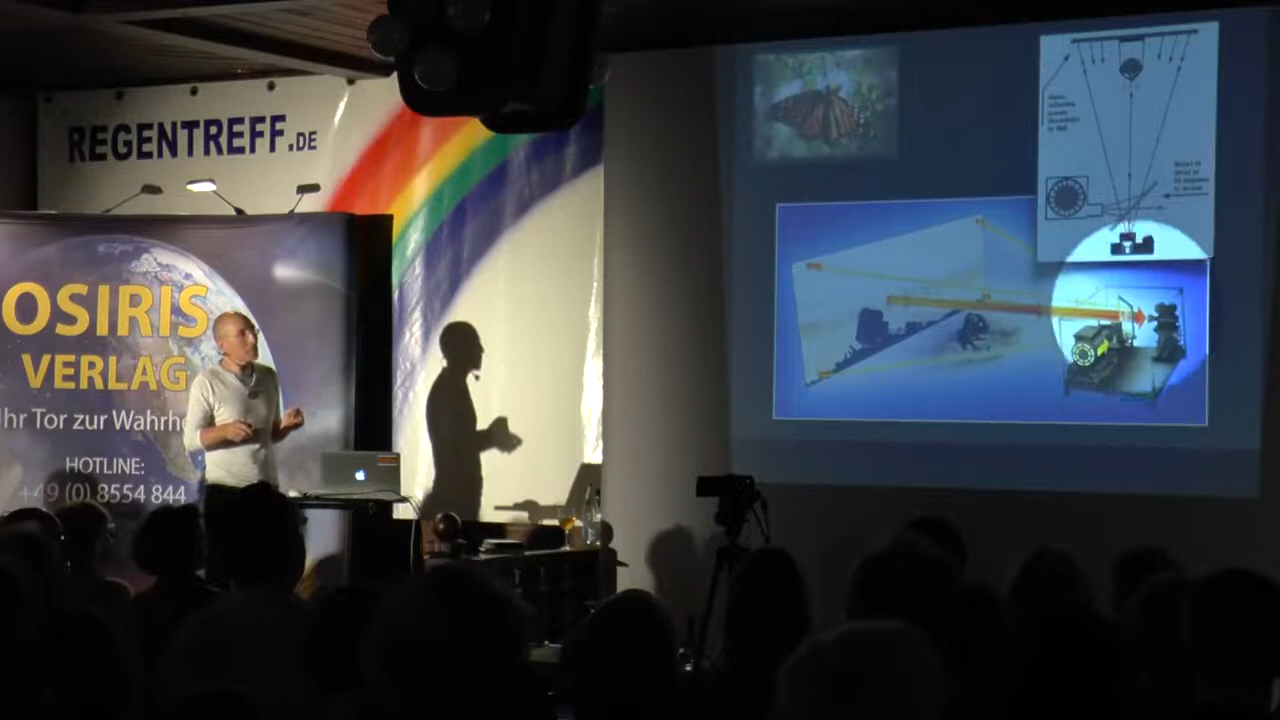 REGENTREFF.DE
OSIRIS
VERLAG
Ihr Tor zur Wahrh
HOTLINE:
+49 (0) 8554 844